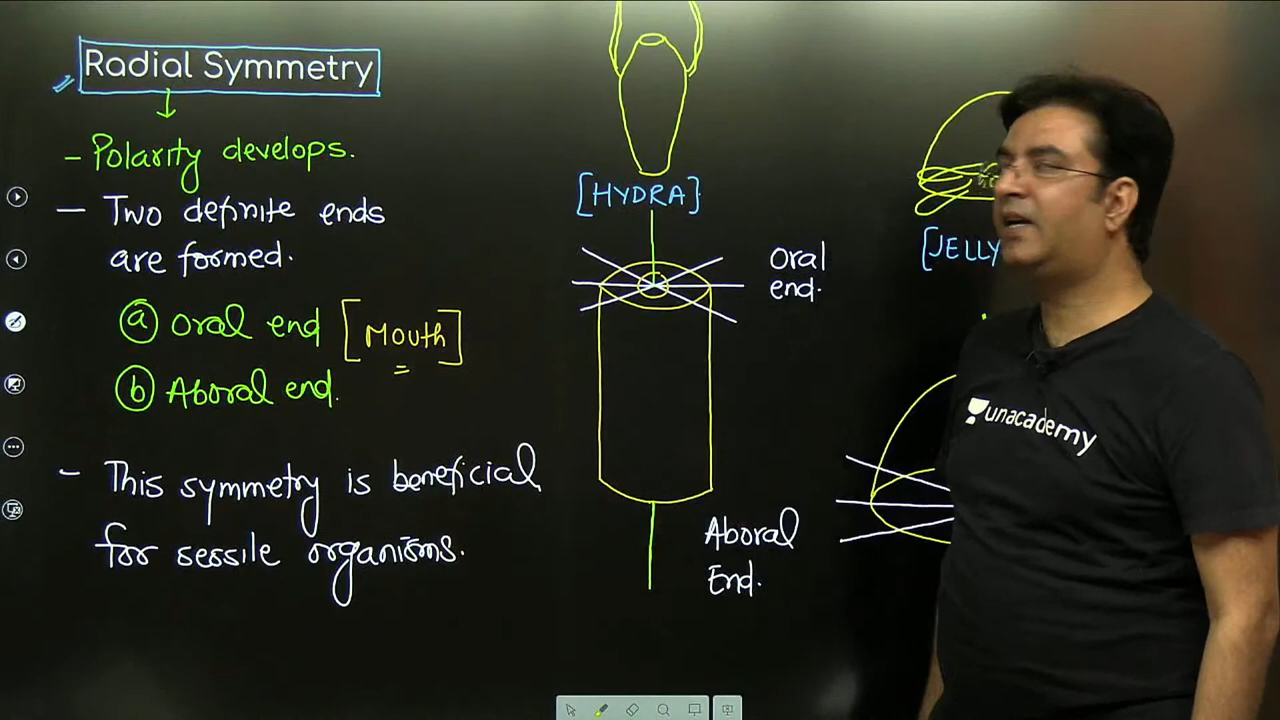 Radial Symmetry
- Polarity develops.
- Two definite ends
are formed.
(a) Oral end [Mouth]
(b) Aboral end.
- This symmetry is beneficial
for sessile organisms.
[HYDRA]
Oral
end.
Aboral
End.
[JELLY
unacademy